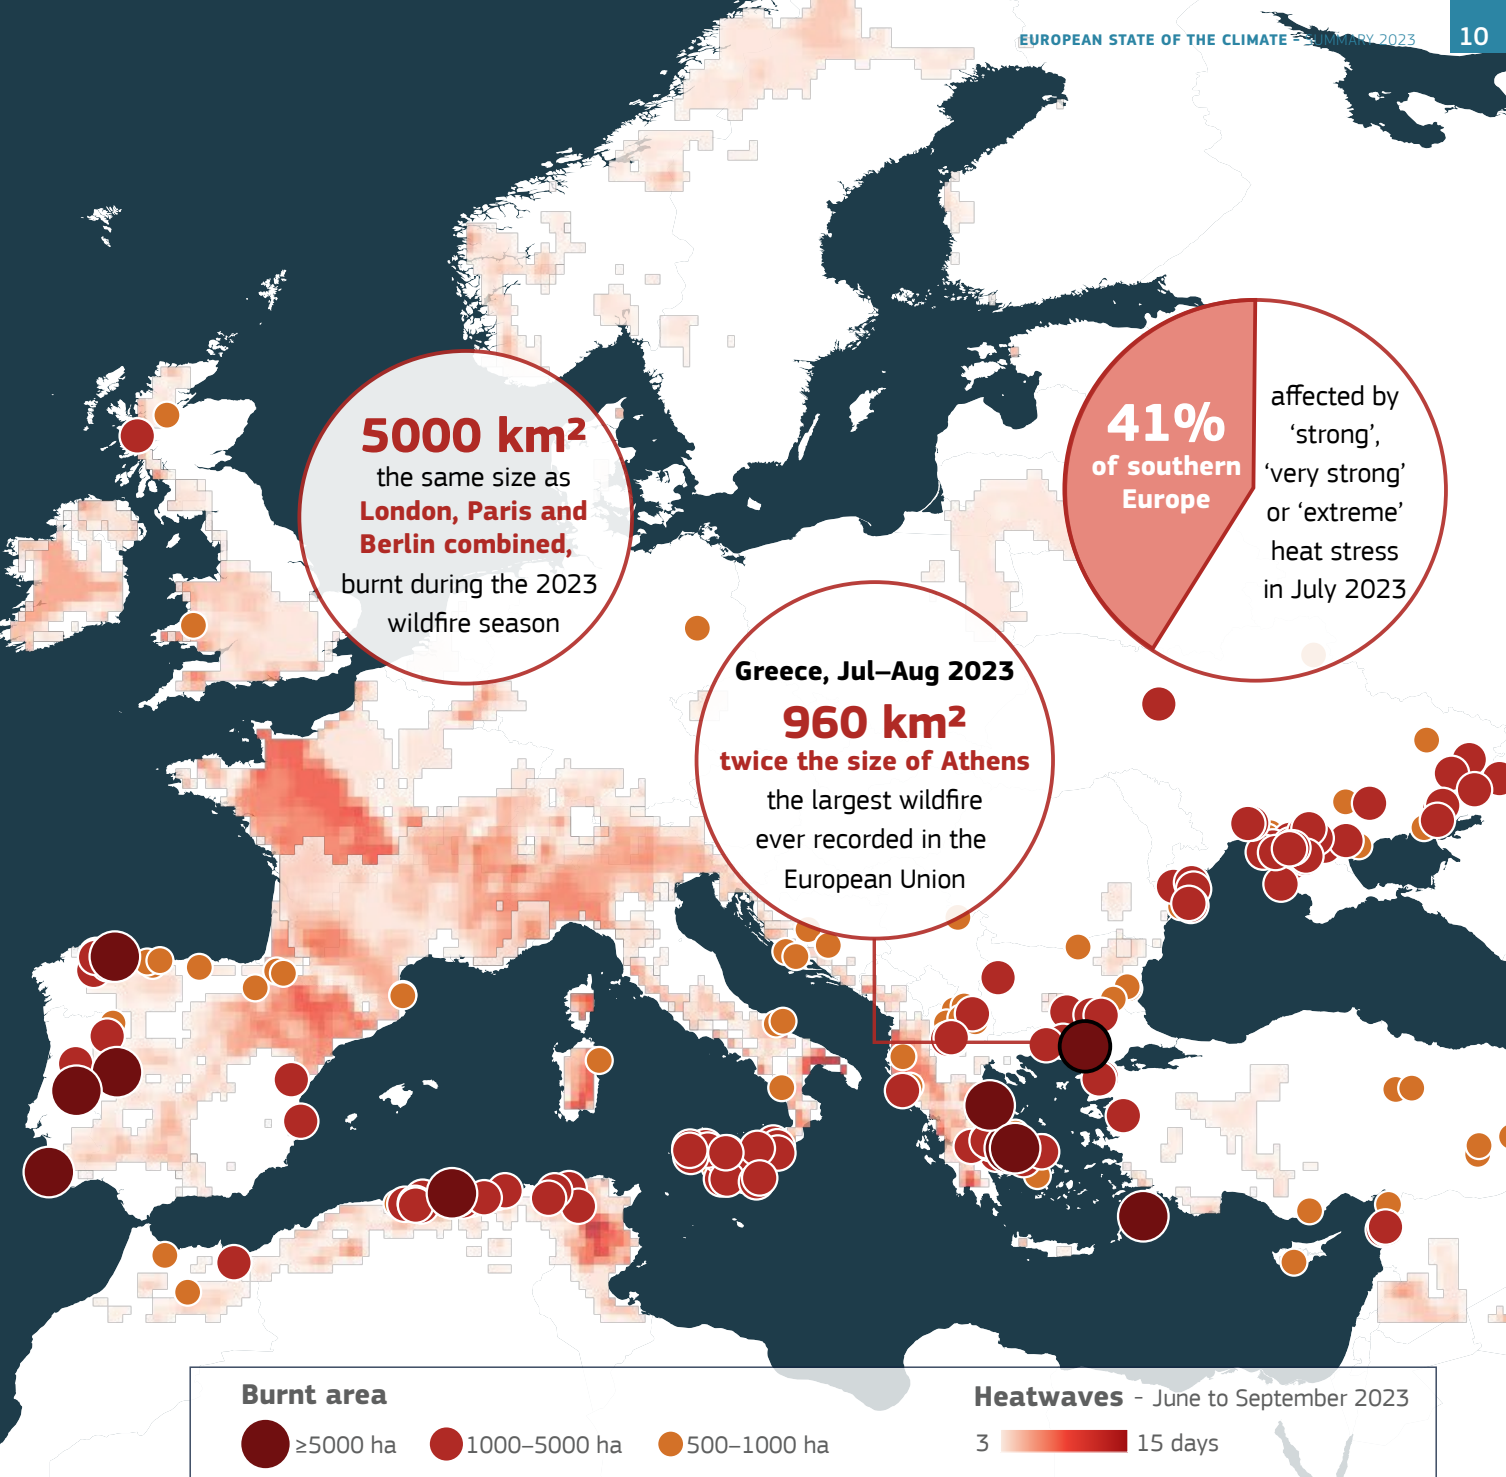 EUROPEAN STATE OF THE CLIMATE – SUMMARY 2023
10
5000 km²
the same size as
London, Paris and
Berlin combined,
burnt during the 2023
wildfire season
41%
of southern
Europe
affected by
‘strong’,
‘very strong’
or ‘extreme’
heat stress
in July 2023
Greece, Jul–Aug 2023
960 km²
twice the size of Athens
the largest wildfire
ever recorded in the
European Union
Burnt area
≥5000 ha
1000–5000 ha
500–1000 ha
Heatwaves - June to September 2023
3
15 days